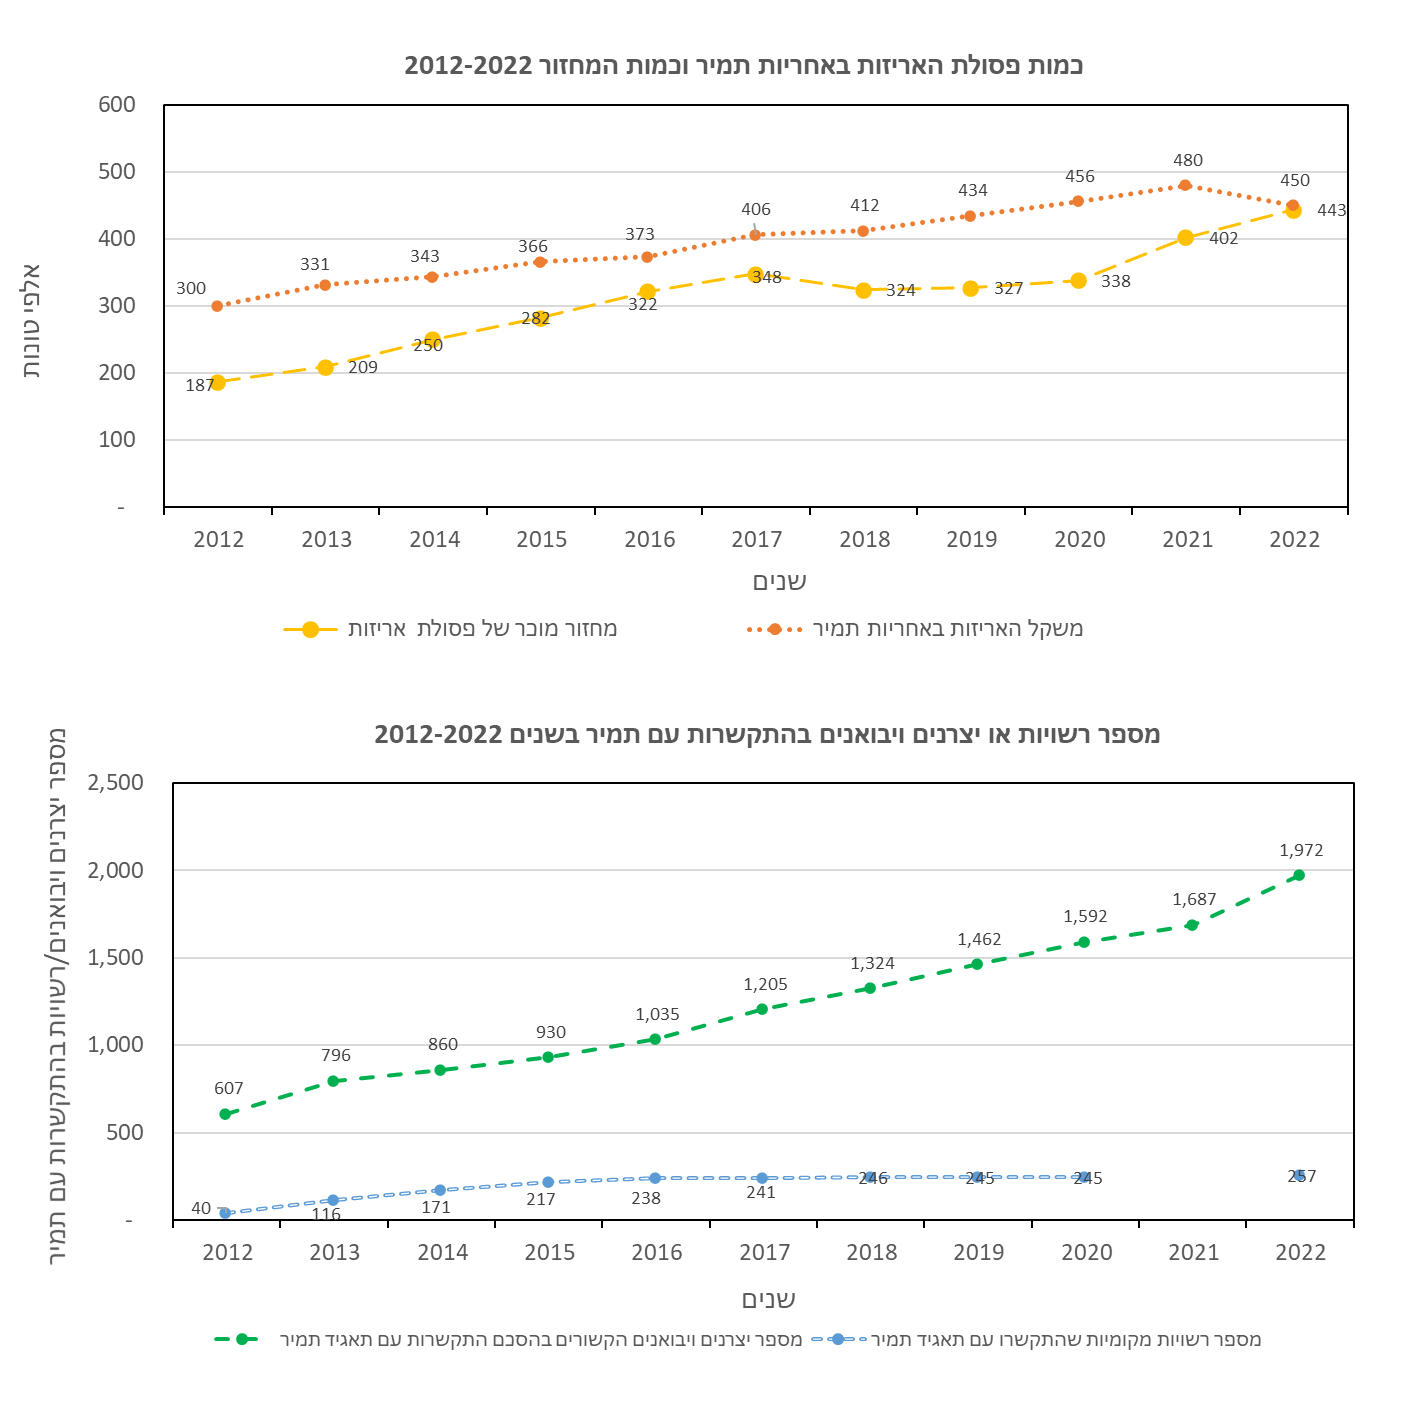 כמות פסולת האריזות באחריות תמיר וכמות המחזור 2012-2022
אלפי טונות
600
500
400
300
200
100
-
300 331 343 366 373 406 412 434 456 480 450
187 209 250 282 322 348 324 327 338 402 443
2012 2013 2014 2015 2016 2017 2018 2019 2020 2021 2022
שנים
מחזור מוכר של פסולת אריזות
משקל האריזות באחריות תמיר
מספר רשויות או יצרנים ויבואנים בהתקשרות עם תמיר בשנים 2012-2022
מספר יצרנים ויבואנים/רשויות בהתקשרות עם תמיר
2,500
2,000
1,500
1,000
500
-
607 796 860 930 1,035 1,205 1,324 1,462 1,592 1,687 1,972
40 116 171 217 238 241 246 245 245 257
2012 2013 2014 2015 2016 2017 2018 2019 2020 2021 2022
שנים
מספר יצרנים ויבואנים הקשורים בהסכם התקשרות עם תאגיד תמיר
מספר רשויות מקומיות שהתקשרו עם תאגיד תמיר